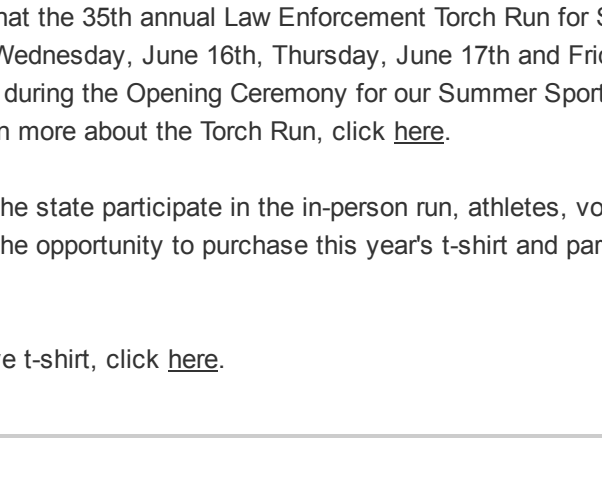 hat the 35th annual Law Enforcement Torch Run for S
Wednesday, June 16th, Thursday, June 17th and Frid
during the Opening Ceremony for our Summer Sport
n more about the Torch Run, click here.
he state participate in the in-person run, athletes, vo
he opportunity to purchase this year's t-shirt and par
e t-shirt, click here.